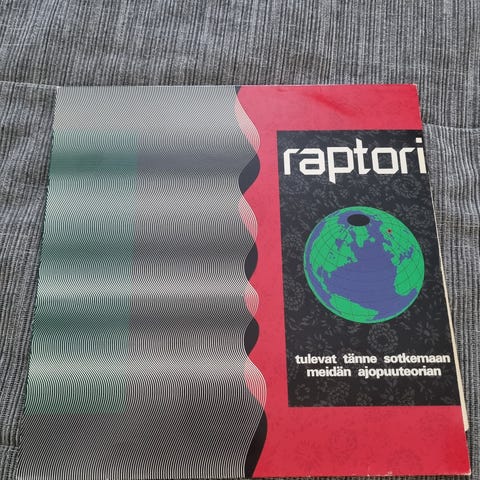 raptori
tulevat tänne sotkemaan
meidän ajopuuteorian